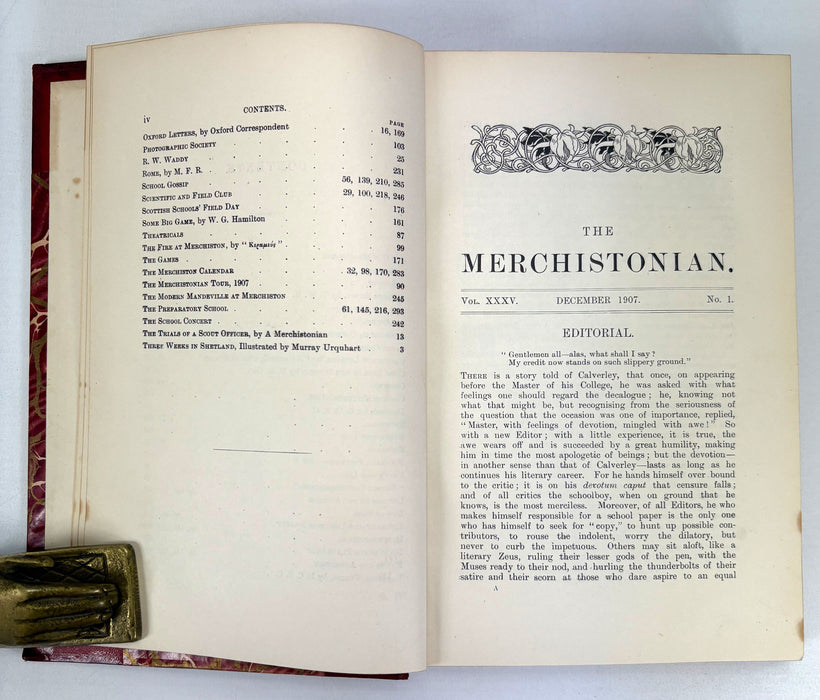 iv CONTENTS.
PAGE
OXFORD LETTERS, by Oxford Correspondent 16, 169
PHOTOGRAPHIC SOCIETY 103
R. W. WADDY 25
ROME, by M. F. R. 231
SCHOOL GOSSIP 56, 139, 210, 285
SCIENTIFIC AND FIELD CLUB 29, 100, 218, 246
SCOTTISH SCHOOLS' FIELD DAY 176
SOME BIG GAME, by W. G. Hamilton 161
THEATRICALS 87
THE FIRE AT MERCHISTON, by " Κεραμεύς " 99
THE GAMES 171
THE MERCHISTON CALENDAR 32, 98, 170, 283
THE MERCHISTONIAN TOUR, 1907 90
THE MODERN MANDEVILLE AT MERCHISTON 245
THE PREPARATORY SCHOOL 61, 145, 216, 293
THE SCHOOL CONCERT 242
THE TRIALS OF A SCOUT OFFICER, by A Merchistonian 13
THREE WEEKS IN SHETLAND, Illustrated by Murray Urquhart 3
THE
MERCHISTONIAN.
VOL. XXXV. DECEMBER 1907. No. 1.
EDITORIAL.
" Gentlemen all—alas, what shall I say ?
My credit now stands on such slippery ground."
THERE is a story told of Calverley, that once, on appearing
before the Master of his College, he was asked with what
feelings one should regard the decalogue ; he, knowing not
what that might be, but recognising from the seriousness of
the question that the occasion was one of importance, replied,
" Master, with feelings of devotion, mingled with awe ! " So
with a new Editor ; with a little experience, it is true, the
awe wears off and is succeeded by a great humility, making
him in time the most apologetic of beings ; but the devotion—
in another sense than that of Calverley—lasts as long as he
continues his literary career. For he hands himself over bound
to the critic ; it is on his devotum caput that censure falls ;
and of all critics the schoolboy, when on ground that he
knows, is the most merciless. Moreover, of all Editors, he who
makes himself responsible for a school paper is the only one
who has himself to seek for " copy," to hunt up possible con-
tributors, to rouse the indolent, worry the dilatory, but
never to curb the impetuous. Others may sit aloft, like a
literary Zeus, ruling their lesser gods of the pen, with the
Muses ready to their nod, and hurling the thunderbolts of their
satire and their scorn at those who dare aspire to an equal
A